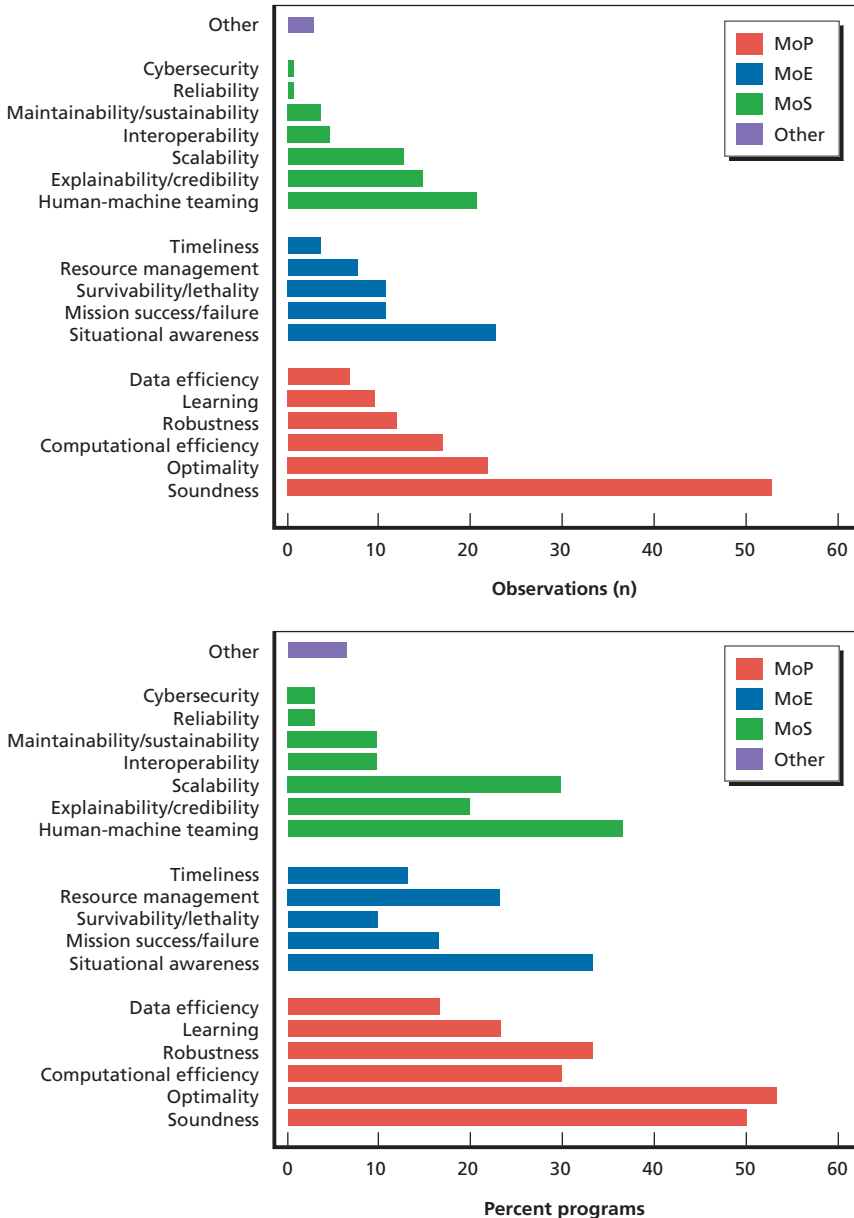 Other
Cybersecurity
Reliability
Maintainability/sustainability
Interoperability
Scalability
Explainability/credibility
Human-machine teaming
Timeliness
Resource management
Survivability/lethality
Mission success/failure
Situational awareness
Data efficiency
Learning
Robustness
Computational efficiency
Optimality
Soundness
MoP
MoE
MoS
Other
0 10 20 30 40 50 60
Observations (n)
Other
Cybersecurity
Reliability
Maintainability/sustainability
Interoperability
Scalability
Explainability/credibility
Human-machine teaming
Timeliness
Resource management
Survivability/lethality
Mission success/failure
Situational awareness
Data efficiency
Learning
Robustness
Computational efficiency
Optimality
Soundness
MoP
MoE
MoS
Other
0 10 20 30 40 50 60
Percent programs